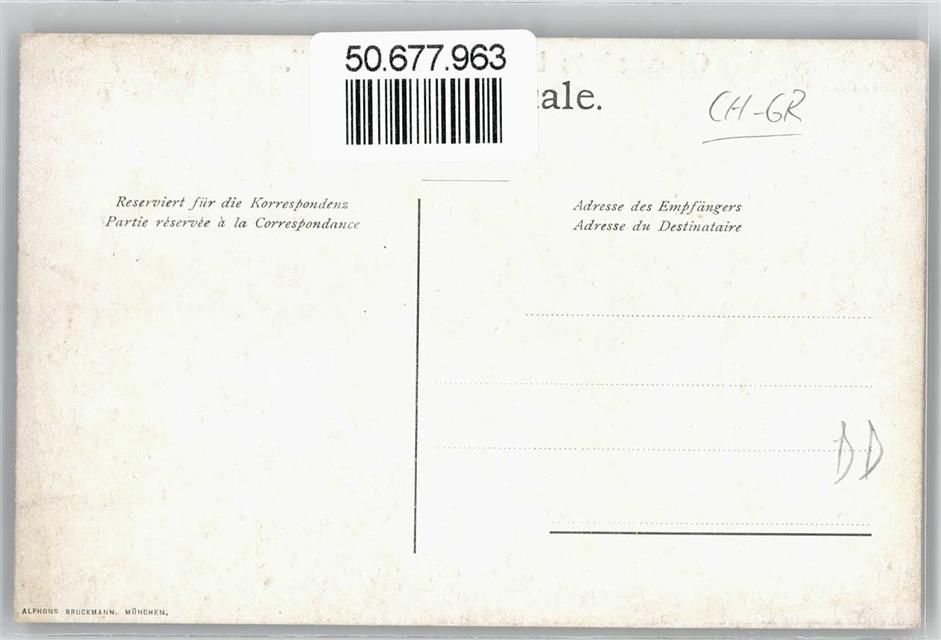 50.677.963
ale.
CH-GR
Reserviert für die Korrespondenz
Partie réservée à la Correspondance
Adresse des Empfängers
Adresse du Destinataire
DD
ALPHONS BRUCKMANN. MÜNCHEN.